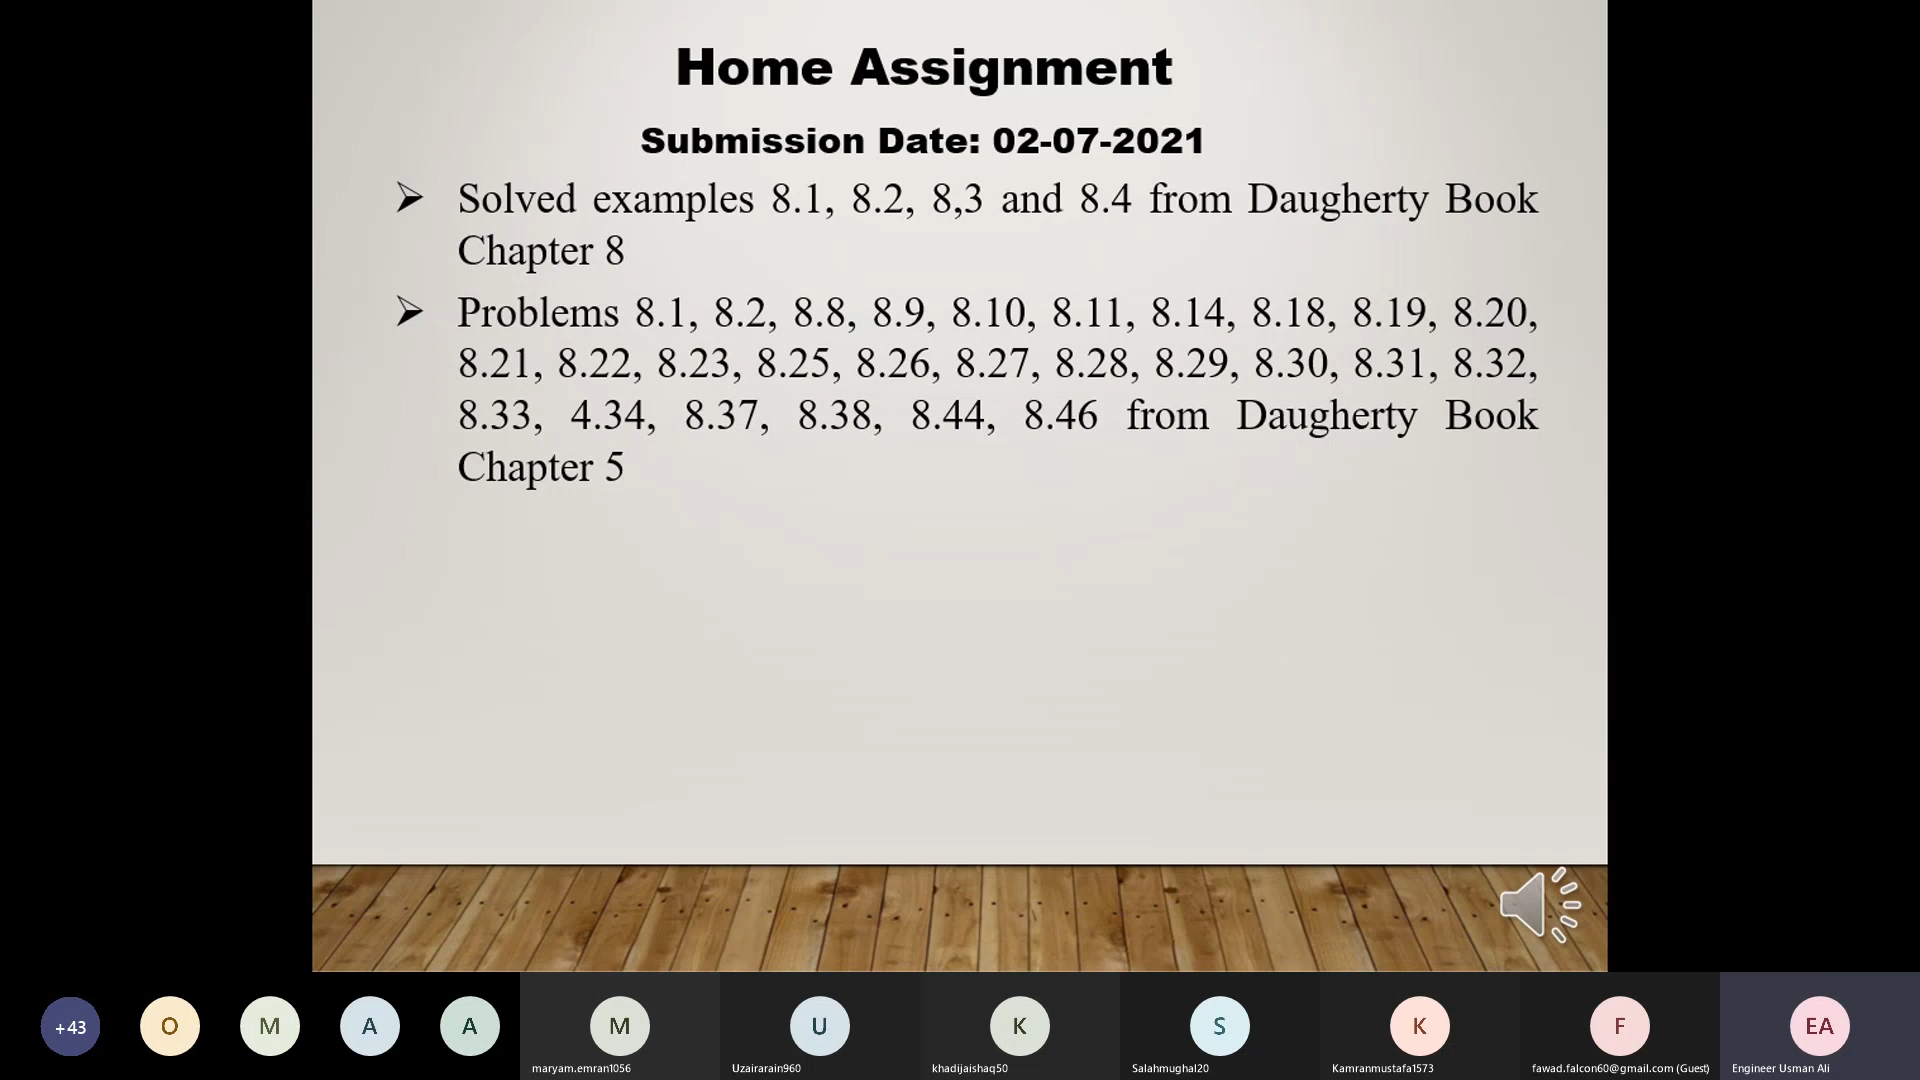 Home Assignment
Submission Date: 02-07-2021
Solved examples 8.1, 8.2, 8,3 and 8.4 from Daugherty Book
Chapter 8
Problems 8.1, 8.2, 8.8, 8.9, 8.10, 8.11, 8.14, 8.18, 8.19, 8.20,
8.21, 8.22, 8.23, 8.25, 8.26, 8.27, 8.28, 8.29, 8.30, 8.31, 8.32,
8.33, 4.34, 8.37, 8.38, 8.44, 8.46 from Daugherty Book
Chapter 5
+43 O M A A M U K S K F EA
maryam.emran1056 Uzairarain960 khadijaishaq50 Salahmughal20 Kamranmustafa1573 fawad.falcon60@gmail.com (Guest) Engineer Usman Ali